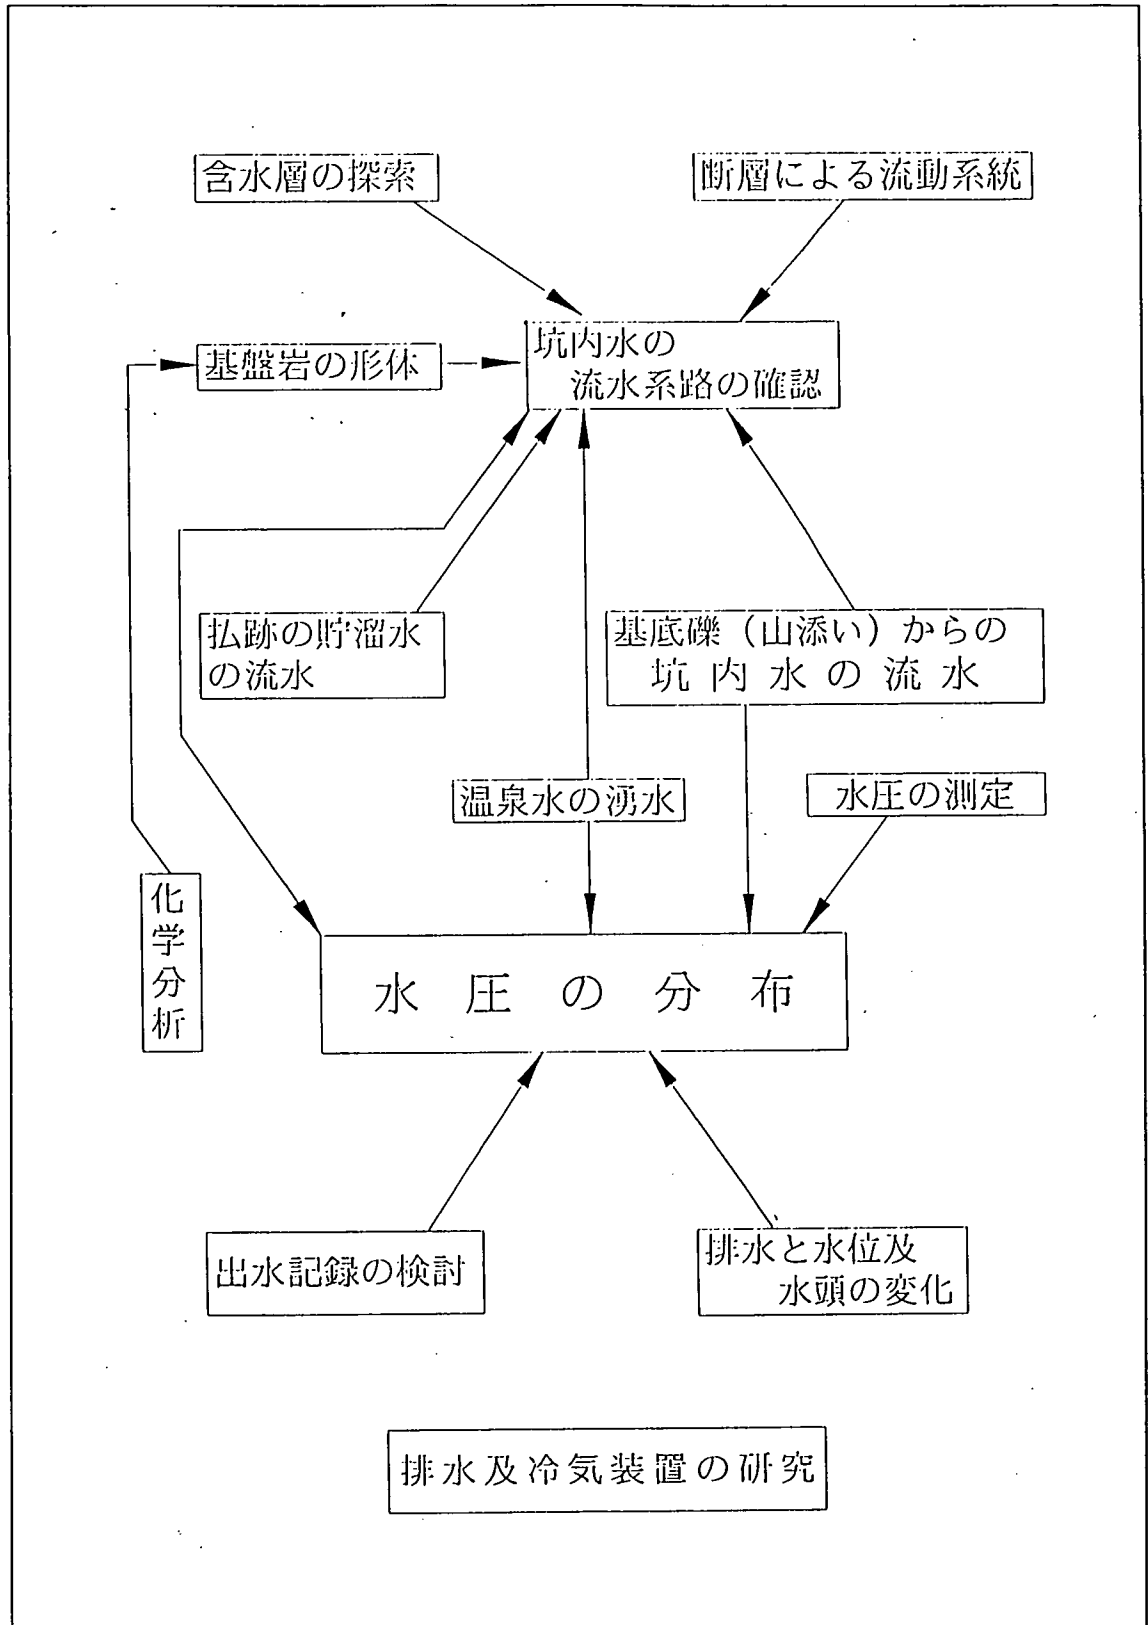 含水層の探索
断層による流動系統
坑内水の
流水系路の確認
基盤岩の形体
払跡の貯溜水
の流水
基底礫(山添い)からの
坑内水の流水
温泉水の湧水
水圧の測定
化学分析
水圧の分布
出水記録の検討
排水と水位及
水頭の変化
排水及冷気装置の研究